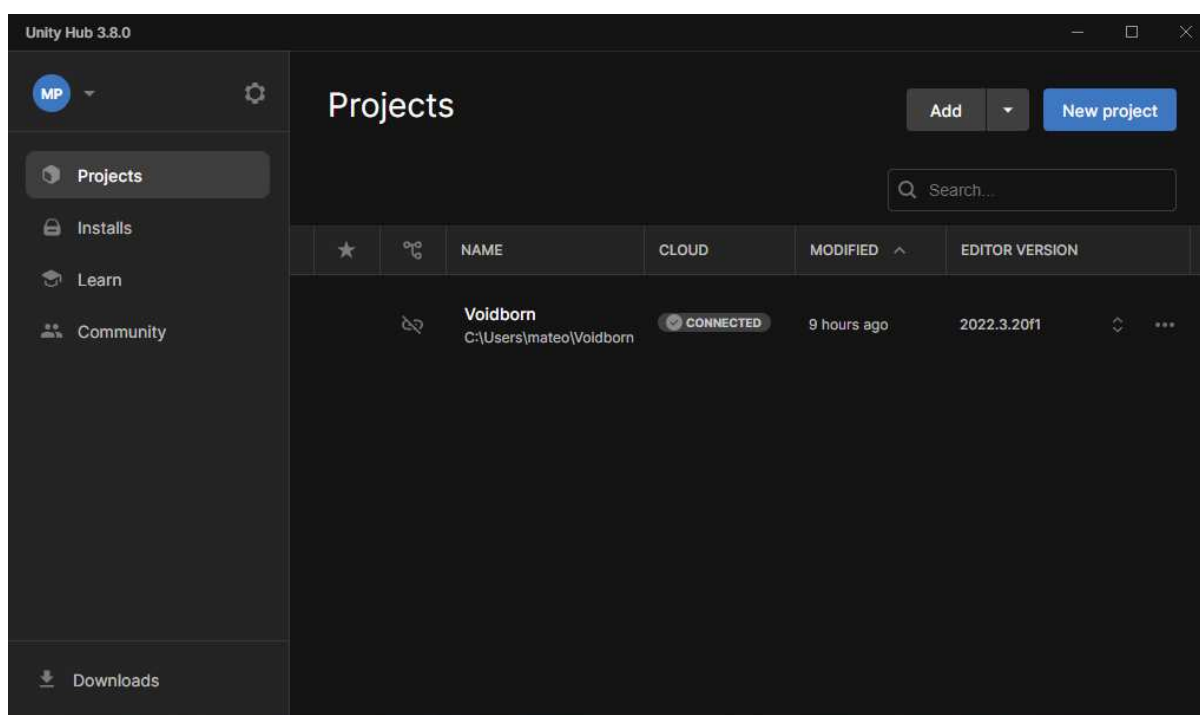 Unity Hub 3.8.0
MP
Projects
Installs
Learn
Community
Downloads
Projects
Add
New project
Search...
NAME CLOUD MODIFIED EDITOR VERSION
Voidborn
C:\Users\mateo\Voidborn
CONNECTED
9 hours ago
2022.3.20f1